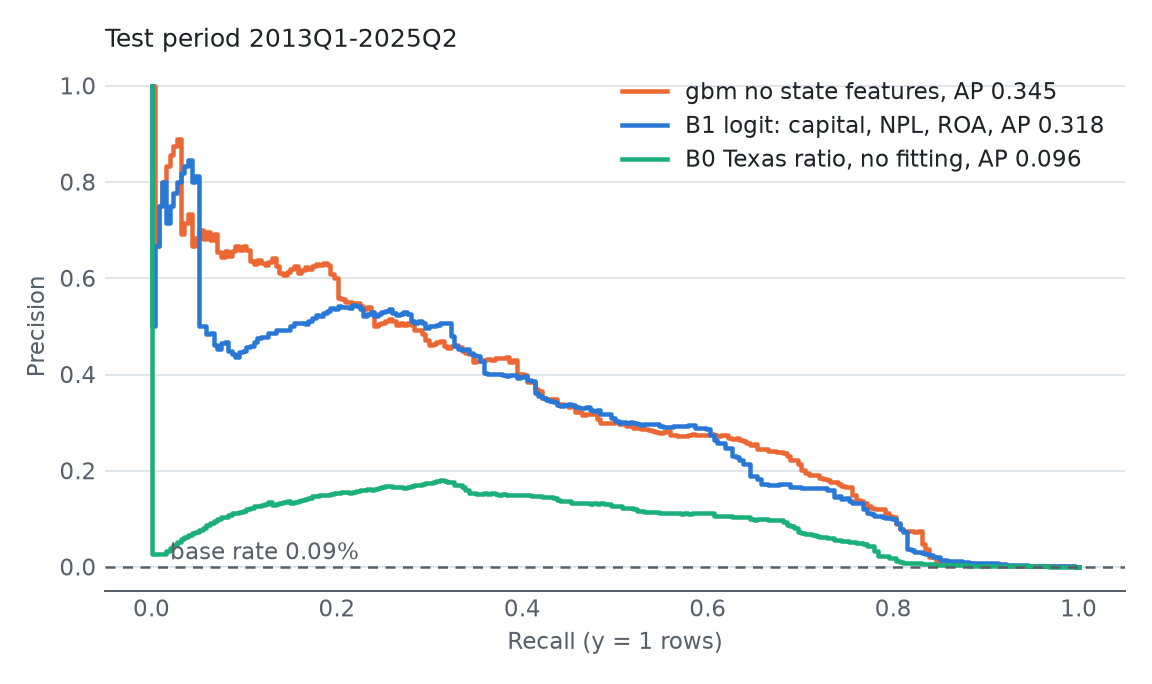 Test period 2013Q1-2025Q2
gbm no state features, AP 0.345
B1 logit: capital, NPL, ROA, AP 0.318
B0 Texas ratio, no fitting, AP 0.096
Precision
1.0
0.8
0.6
0.4
0.2
0.0
base rate 0.09%
0.0 0.2 0.4 0.6 0.8 1.0
Recall (y = 1 rows)